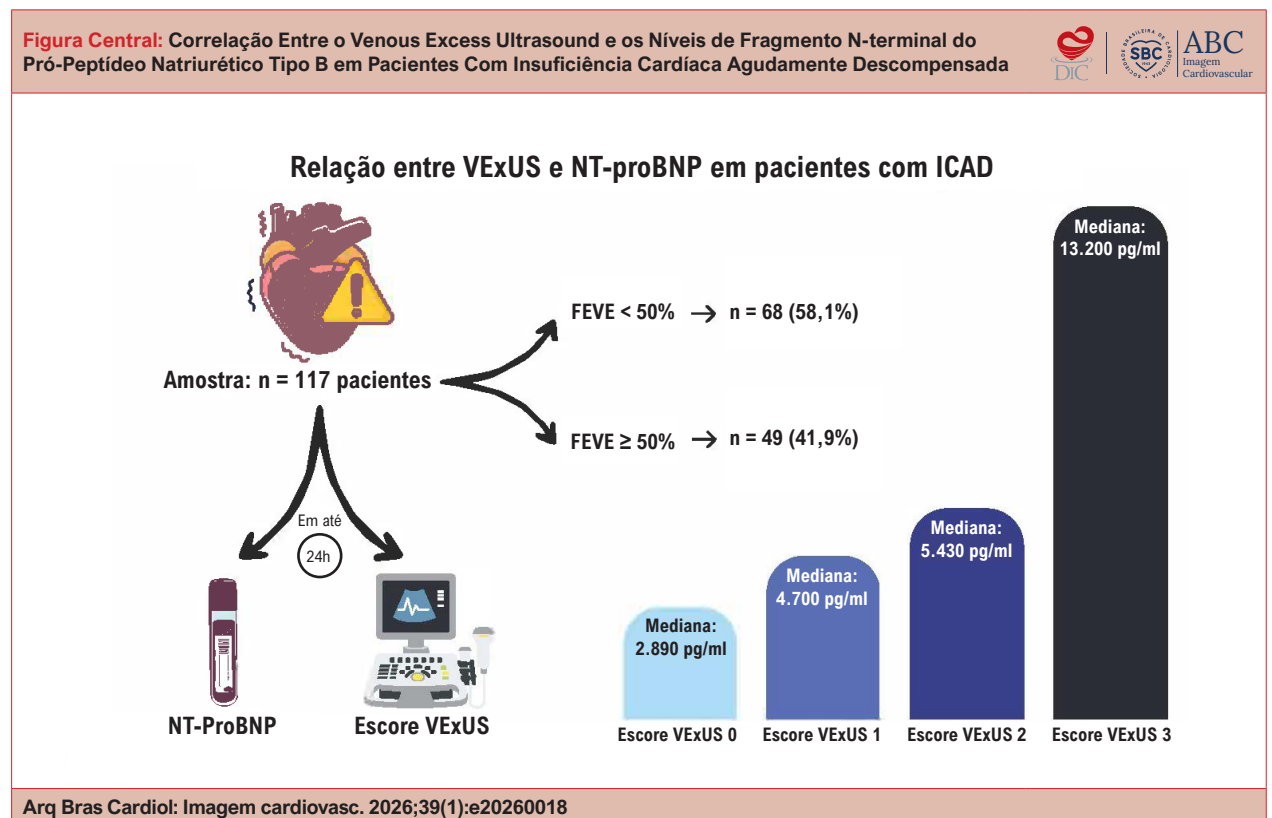 Figura Central: Correlação Entre o Venous Excess Ultrasound e os Níveis de Fragmento N-terminal do
Pró-Peptídeo Natriurético Tipo B em Pacientes Com Insuficiência Cardíaca Agudamente Descompensada
DIC
SOCIEDADE BRASILEIRA DE CARDIOLOGIA
SBC
ABC
Imagem
Cardiovascular
Relação entre VExUS e NT-proBNP em pacientes com ICAD
Amostra: n = 117 pacientes
FEVE < 50% → n = 68 (58,1%)
FEVE ≥ 50% → n = 49 (41,9%)
Em até
24h
NT-ProBNP
Escore VExUS
Mediana:
2.890 pg/ml
Escore VExUS 0
Mediana:
4.700 pg/ml
Escore VExUS 1
Mediana:
5.430 pg/ml
Escore VExUS 2
Mediana:
13.200 pg/ml
Escore VExUS 3
Arq Bras Cardiol: Imagem cardiovasc. 2026;39(1):e20260018